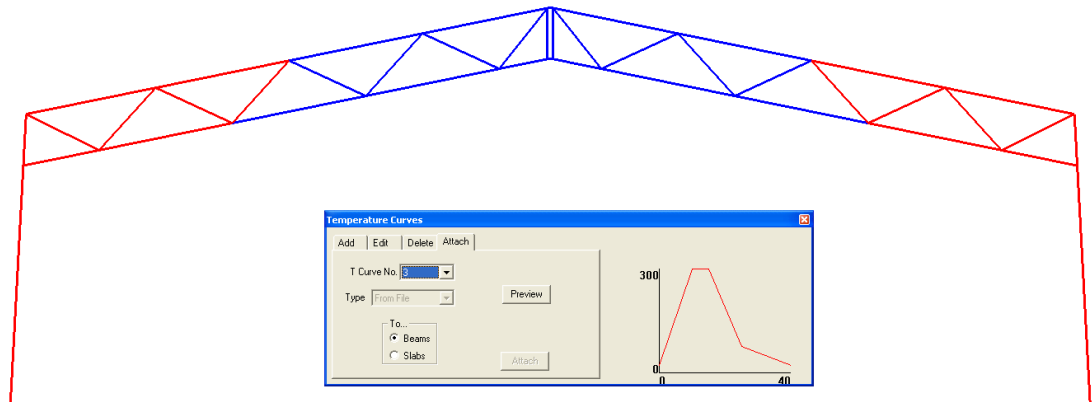 Temperature Curves
Add Edit Delete Attach
T Curve No. 3
Type From File
Preview
To...
Beams
Slabs
Attach
300
0
0 40